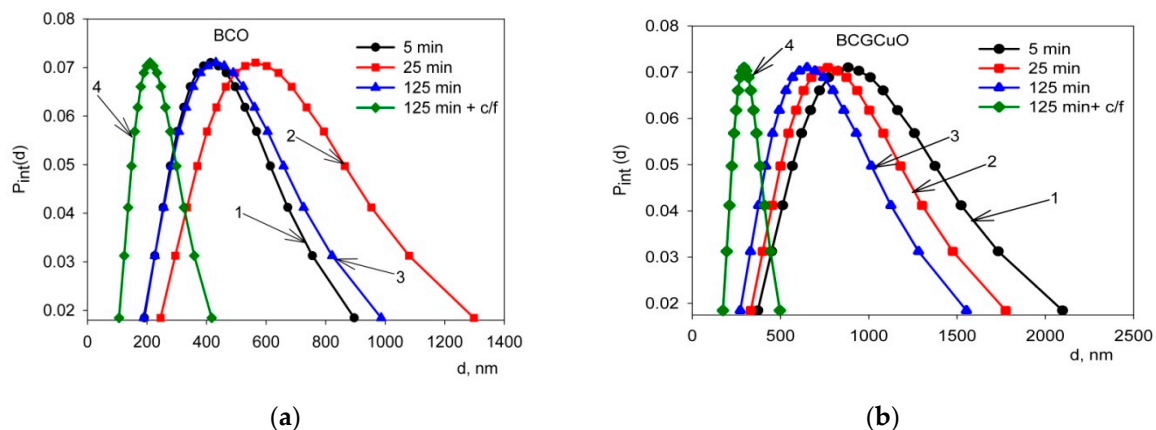 BCO
5 min
25 min
125 min
125 min + c/f
P_int(d)
0.08
0.07
0.06
0.05
0.04
0.03
0.02
4
2
1
3
0 200 400 600 800 1000 1200 1400
d, nm
(a)
BCGCuO
5 min
25 min
125 min
125 min+ c/f
P_int(d)
0.08
0.07
0.06
0.05
0.04
0.03
0.02
4
3
2
1
0 500 1000 1500 2000 2500
d, nm
(b)